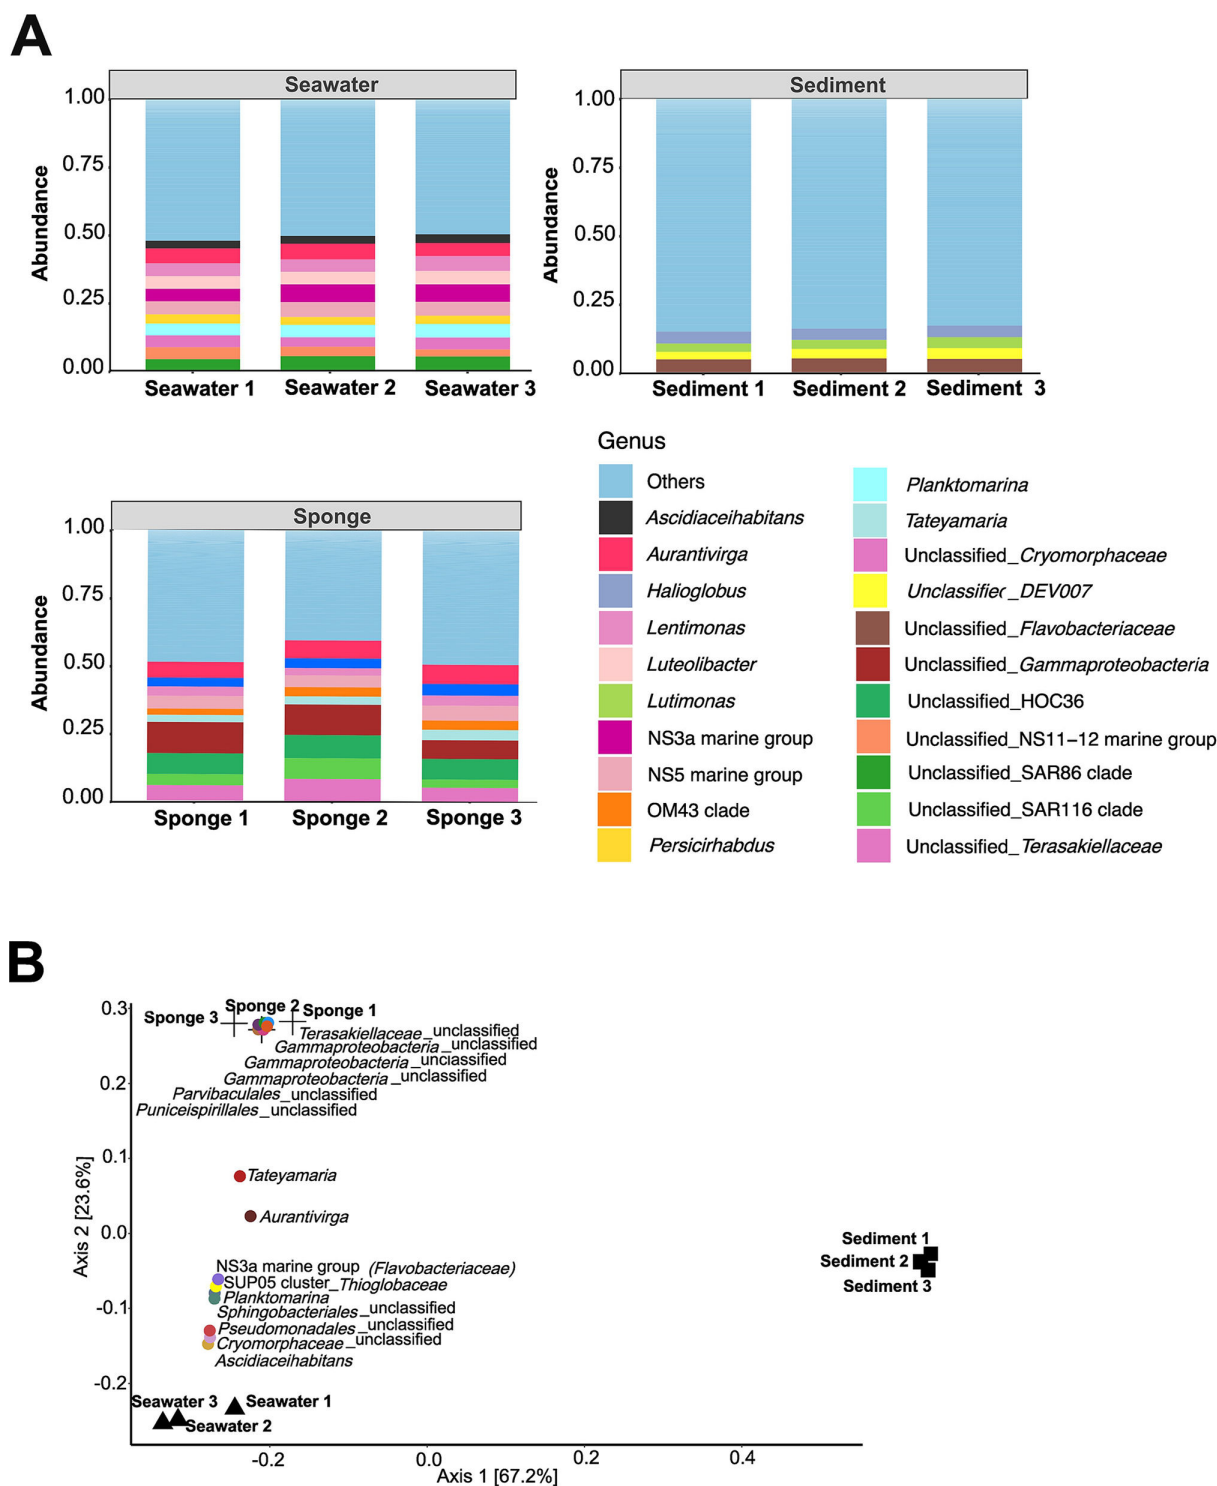 A
Seawater
1.00
0.75
0.50
0.25
0.00
Abundance
Seawater 1
Seawater 2
Seawater 3
Sediment
1.00
0.75
0.50
0.25
0.00
Abundance
Sediment 1
Sediment 2
Sediment 3
Sponge
1.00
0.75
0.50
0.25
0.00
Abundance
Sponge 1
Sponge 2
Sponge 3
Genus
Others
Ascidiaceihabitans
Aurantivirga
Halioglobus
Lentimonas
Luteolibacter
Lutimonas
NS3a marine group
NS5 marine group
OM43 clade
Persicirhabdus
Planktomarina
Tateyamaria
Unclassified_Cryomorphaceae
Unclassifier_DEV007
Unclassified_Flavobacteriaceae
Unclassified_Gammaproteobacteria
Unclassified_HOC36
Unclassified_NS11–12 marine group
Unclassified_SAR86 clade
Unclassified_SAR116 clade
Unclassified_Terasakiellaceae
B
0.3
0.2
0.1
0.0
-0.1
-0.2
Axis 2 [23.6%]
Sponge 3
Sponge 2
Sponge 1
Terasakiellaceae_unclassified
Gammaproteobacteria_unclassified
Gammaproteobacteria_unclassified
Gammaproteobacteria_unclassified
Parvibaculales_unclassified
Puniceispirillales_unclassified
Tateyamaria
Aurantivirga
NS3a marine group (Flavobacteriaceae)
SUP05 cluster_Thioglobaceae
Planktomarina
Sphingobacteriales_unclassified
Pseudomonadales_unclassified
Cryomorphaceae_unclassified
Ascidiaceihabitans
Seawater 3
Seawater 1
Seawater 2
Sediment 1
Sediment 2
Sediment 3
-0.2
0.0
0.2
0.4
Axis 1 [67.2%]